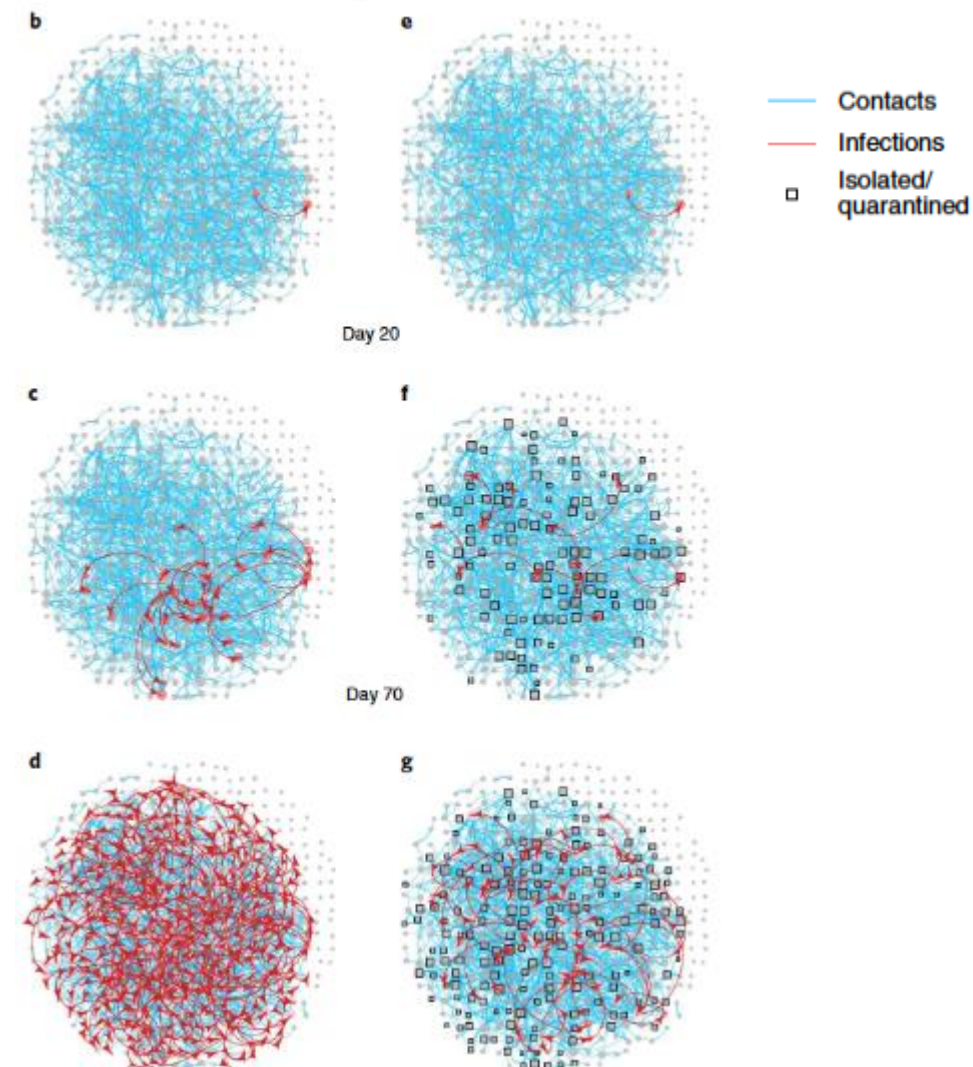 b
e
Contacts
Infections
Isolated/
quarantined
Day 20
c
f
Day 70
d
g